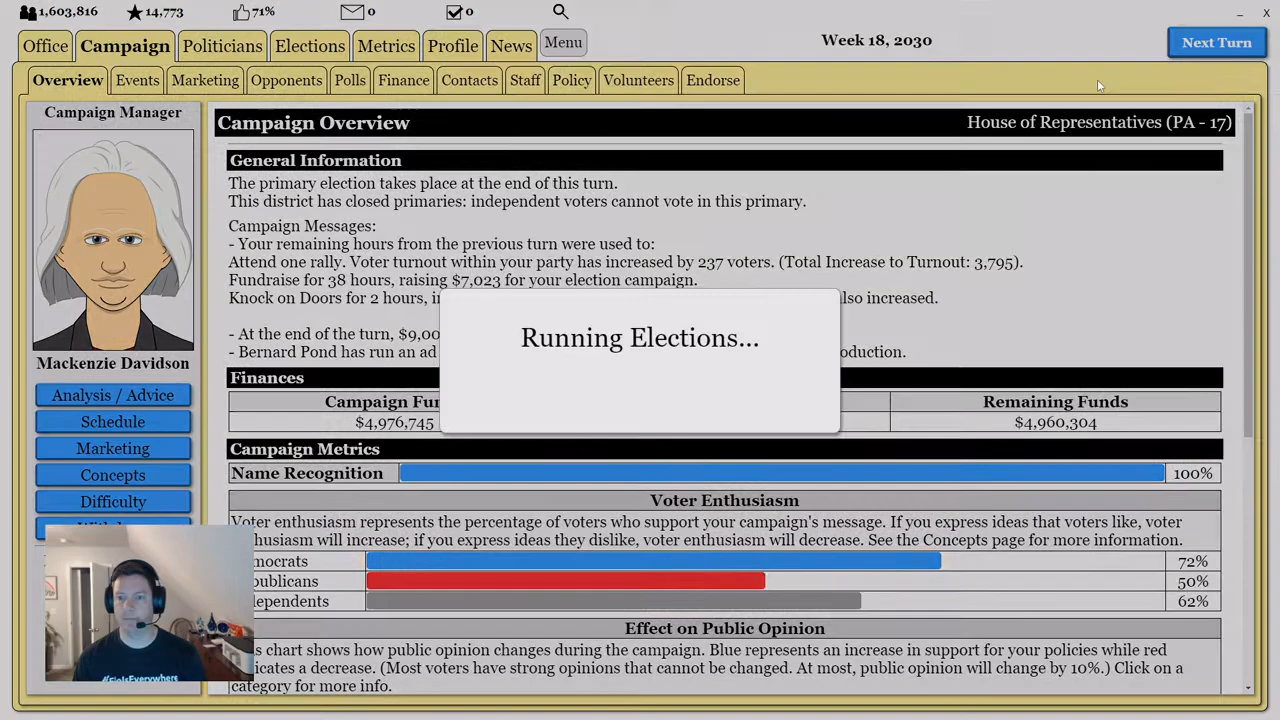 1,603,816 14,773 71% 0 0
Office Campaign Politicians Elections Metrics Profile News Menu Week 18, 2030 Next Turn
Overview Events Marketing Opponents Polls Finance Contacts Staff Policy Volunteers Endorse
Campaign Manager
Mackenzie Davidson
Analysis / Advice
Schedule
Marketing
Concepts
Difficulty
Campaign Overview House of Representatives (PA - 17)
General Information
The primary election takes place at the end of this turn.
This district has closed primaries: independent voters cannot vote in this primary.
Campaign Messages:
- Your remaining hours from the previous turn were used to:
Attend one rally. Voter turnout within your party has increased by 237 voters. (Total Increase to Turnout: 3,795).
Fundraise for 38 hours, raising $7,023 for your election campaign.
Knock on Doors for 2 hours, also increased.
- At the end of the turn,
- Bernard Pond has run an ad
Running Elections...
Finances
Campaign Remaining Funds
$4,976,745 $4,960,304
Campaign Metrics
Name Recognition 100%
Voter Enthusiasm
Voter enthusiasm represents the percentage of voters who support your campaign's message. If you express ideas that voters like, voter
enthusiasm will increase; if you express ideas they dislike, voter enthusiasm will decrease. See the Concepts page for more information.
72%
50%
62%
Effect on Public Opinion
chart shows how public opinion changes during the campaign. Blue represents an increase in support for your policies while red
a decrease. (Most voters have strong opinions that cannot be changed. At most, public opinion will change by 10%.) Click on a
category for more info.